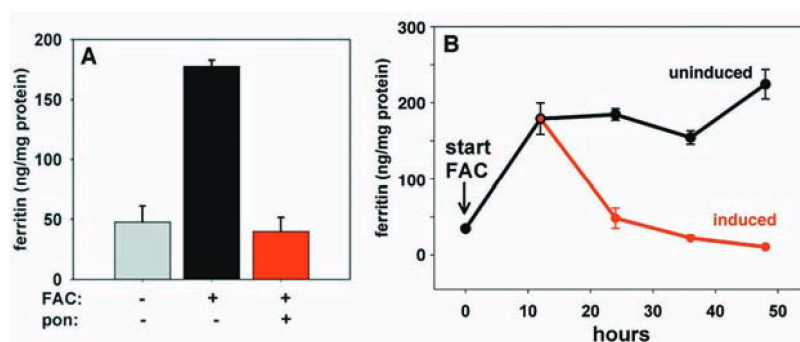 A
ferritin (ng/mg protein)
200
150
100
50
0
FAC: - + +
pon: - - +
B
ferritin (ng/mg protein)
300
200
100
0
start
FAC
uninduced
induced
0 10 20 30 40 50
hours